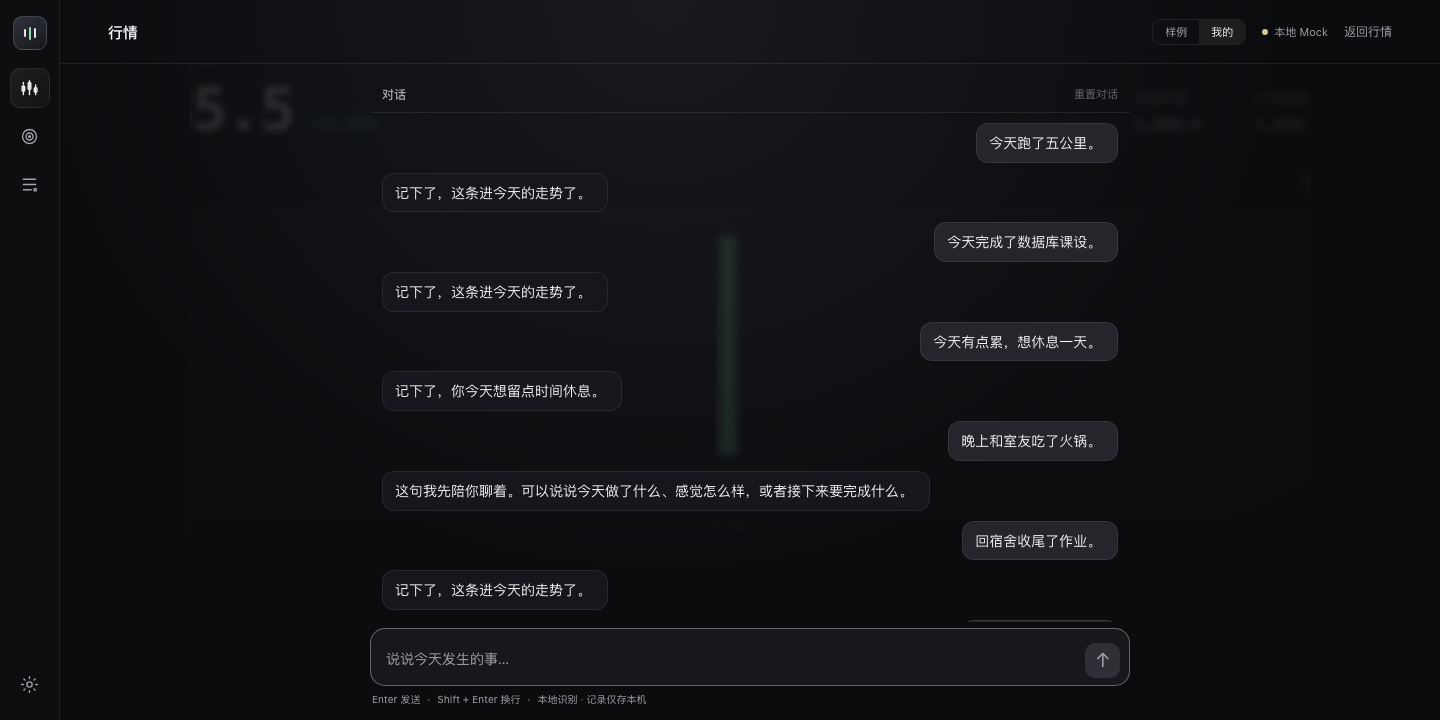 行情
样例
我的
本地 Mock
返回行情
5.5
对话
重置对话
今天跑了五公里。
记下了，这条进今天的走势了。
今天完成了数据库课设。
记下了，这条进今天的走势了。
今天有点累，想休息一天。
记下了，你今天想留点时间休息。
晚上和室友吃了火锅。
这句我先陪你聊着。可以说说今天做了什么、感觉怎么样，或者接下来要完成什么。
回宿舍收尾了作业。
记下了，这条进今天的走势了。
说说今天发生的事...
Enter 发送 · Shift + Enter 换行 · 本地识别 · 记录仅存本机